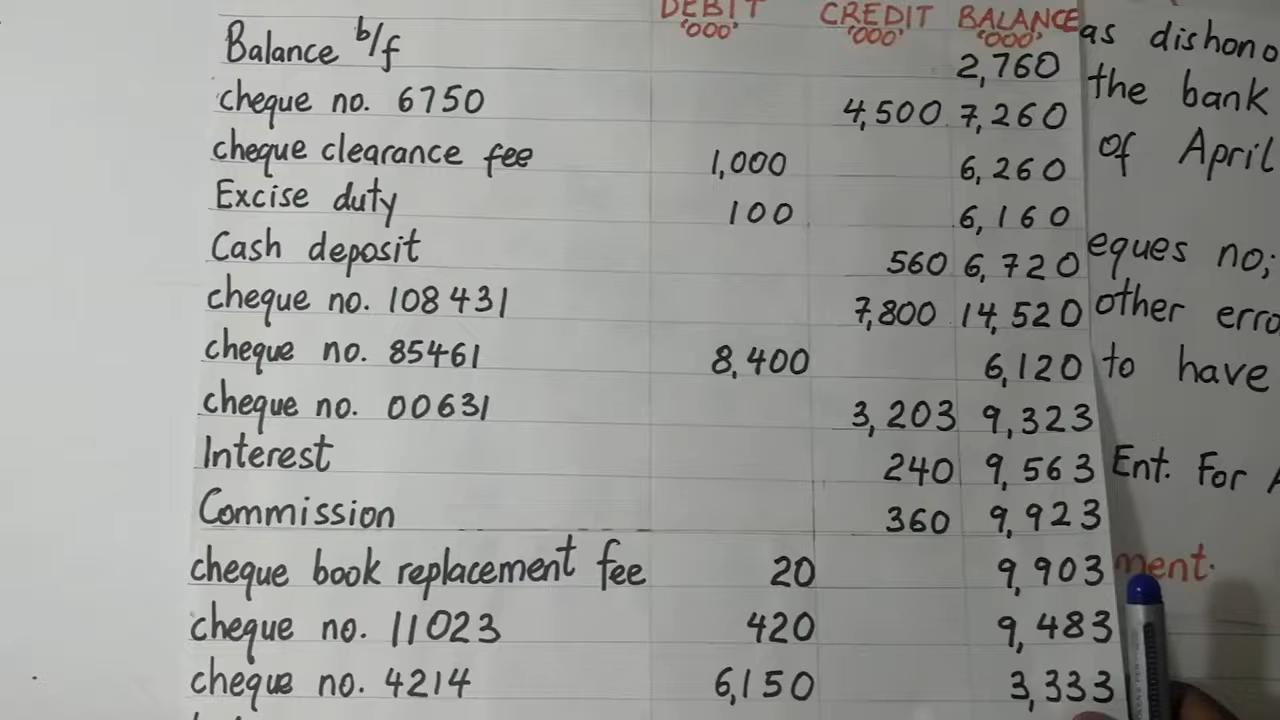 DEBIT CREDIT BALANCE as dishono
'000' '000' '000'
Balance b/f 2,760 the bank
cheque no. 6750 4,500 7,260
cheque clearance fee 1,000 6,260 of April
Excise duty 100 6,160
Cash deposit 560 6,720 eques no;
cheque no. 108431 7,800 14,520 other erro
cheque no. 85461 8,400 6,120 to have
cheque no. 00631 3,203 9,323
Interest 240 9,563 Ent. For
Commission 360 9,923
cheque book replacement fee 20 9,903 ment.
cheque no. 11023 420 9,483
cheque no. 4214 6,150 3,333